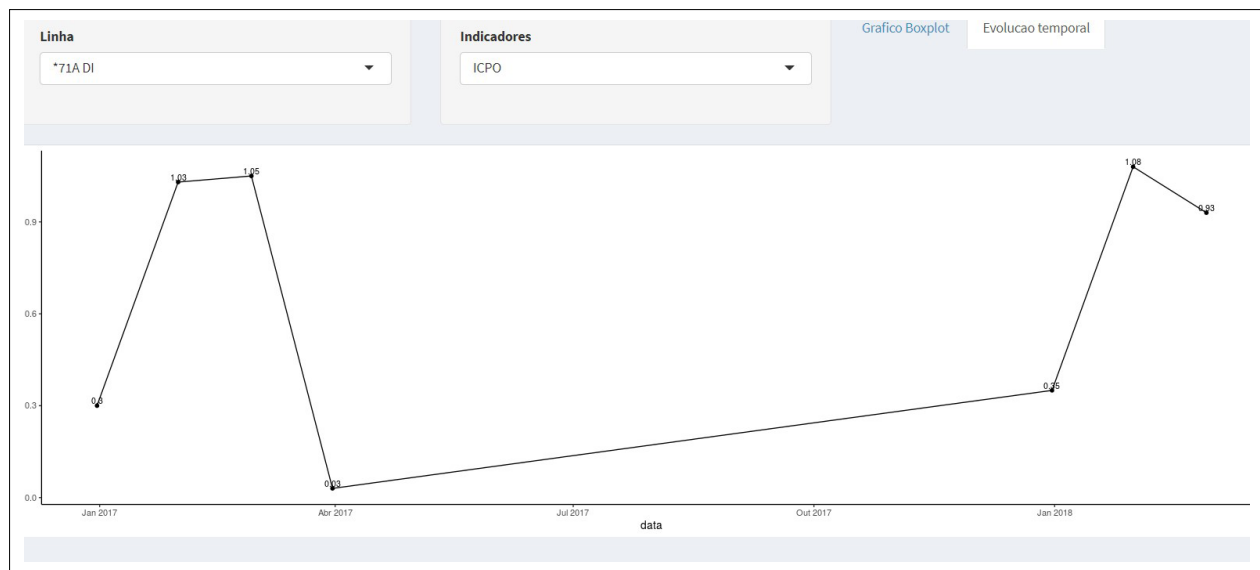 Linha
*71A DI
Indicadores
ICPO
Grafico Boxplot
Evolucao temporal
0.9
0.6
0.3
0.0
0.3
1.03
1.05
0.03
0.35
1.08
0.93
Jan 2017
Abr 2017
Jul 2017
Out 2017
Jan 2018
data